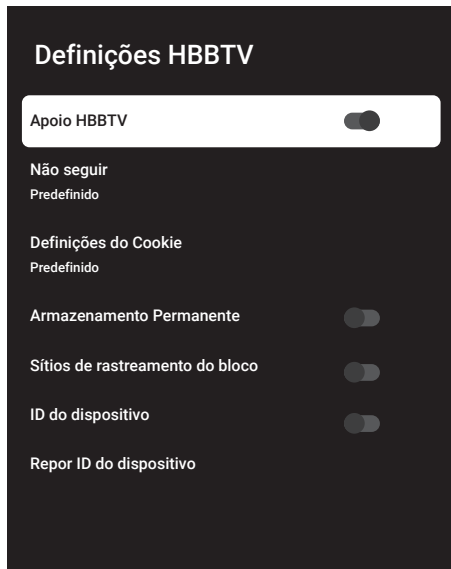 Definições HBBTV
Apoio HBBTV
Não seguir
Predefinido
Definições do Cookie
Predefinido
Armazenamento Permanente
Sítios de rastreamento do bloco
ID do dispositivo
Repor ID do dispositivo